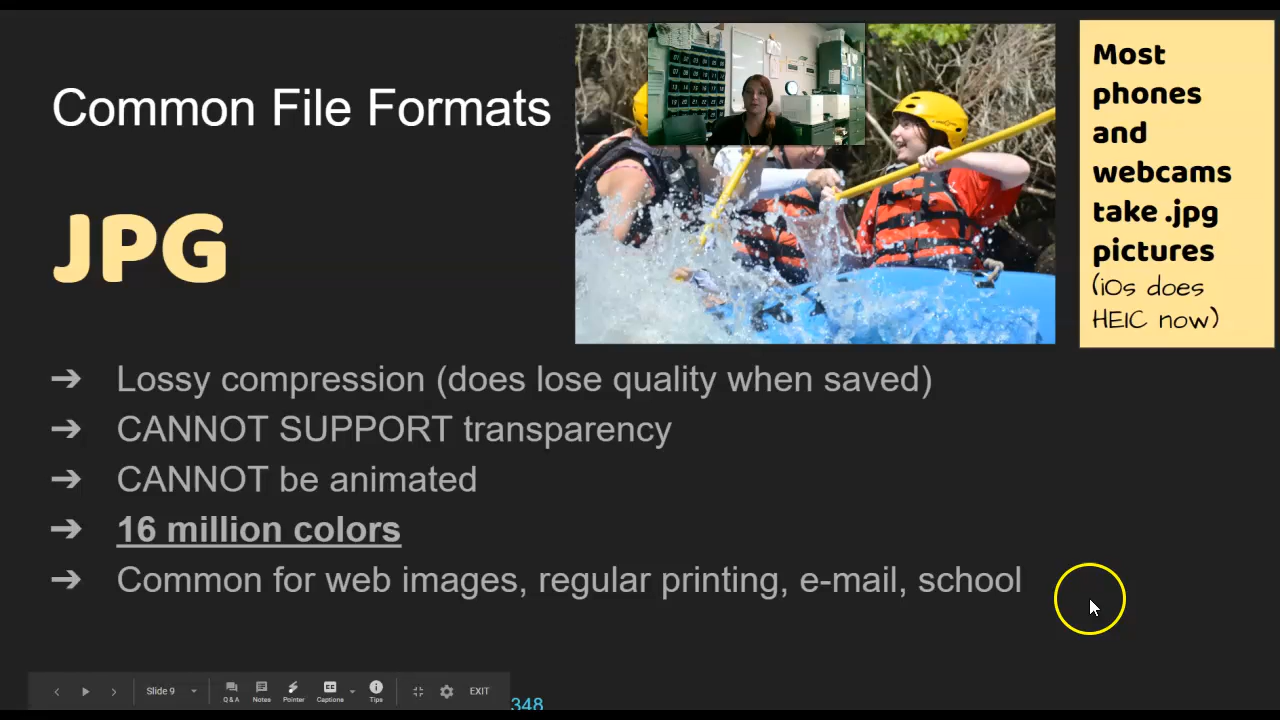 Common File Formats
JPG
Most
phones
and
webcams
take .jpg
pictures
(iOs does
HEIC now)
➔ Lossy compression (does lose quality when saved)
➔ CANNOT SUPPORT transparency
➔ CANNOT be animated
➔ 16 million colors
➔ Common for web images, regular printing, e-mail, school
Slide 9
Q&A
Notes
Pointer
Captions
Tips
EXIT
348